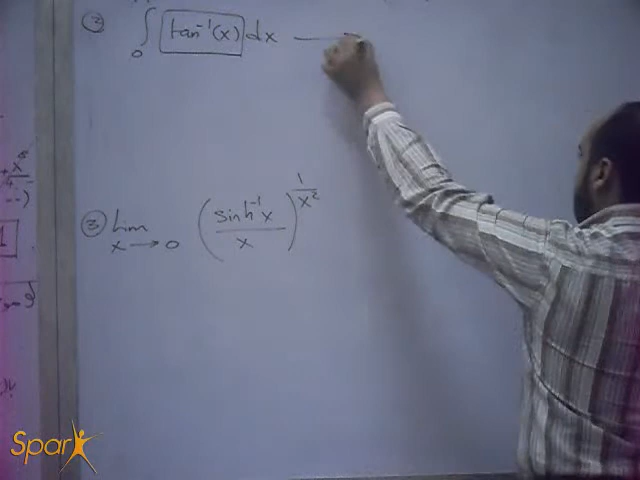 ② ∫₀ tan⁻¹(x) dx
③ Lim x→0 (sinh⁻¹x / x)^(1/x²)
Spark